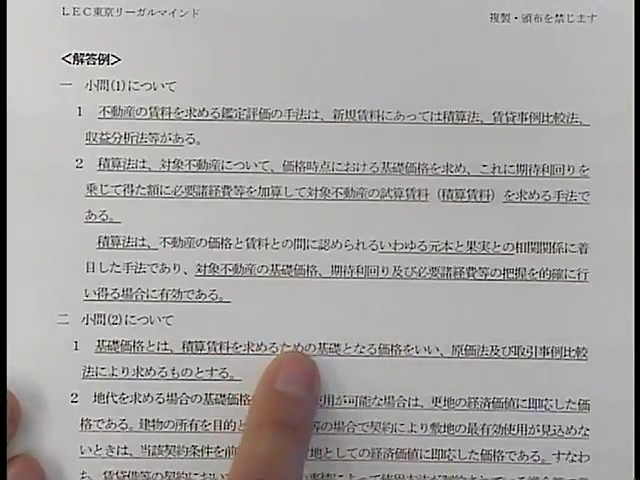 LEC東京リーガルマインド
複製・頒布を禁じます
＜解答例＞
一 小問(1)について
1 不動産の賃料を求める鑑定評価の手法は、新規賃料にあっては積算法、賃貸事例比較法、
収益分析法等がある。
2 積算法は、対象不動産について、価格時点における基礎価格を求め、これに期待利回りを
乗じて得た額に必要諸経費等を加算して対象不動産の試算賃料（積算賃料）を求める手法で
ある。
積算法は、不動産の価格と賃料との間に認められるいわゆる元本と果実との相関関係に着
目した手法であり、対象不動産の基礎価格、期待利回り及び必要諸経費等の把握を的確に行
い得る場合に有効である。
二 小問(2)について
1 基礎価格とは、積算賃料を求めるための基礎となる価格をいい、原価法及び取引事例比較
法により求めるものとする。
2 地代を求める場合の基礎価格 用が可能な場合は、更地の経済価値に即応した価
格である。建物の所有を目的と 等の場合で契約により敷地の最有効使用が見込めな
いときは、当該契約条件を前 地としての経済価値に即応した価格である。すなわ
ち、賃貸借等の契約におい